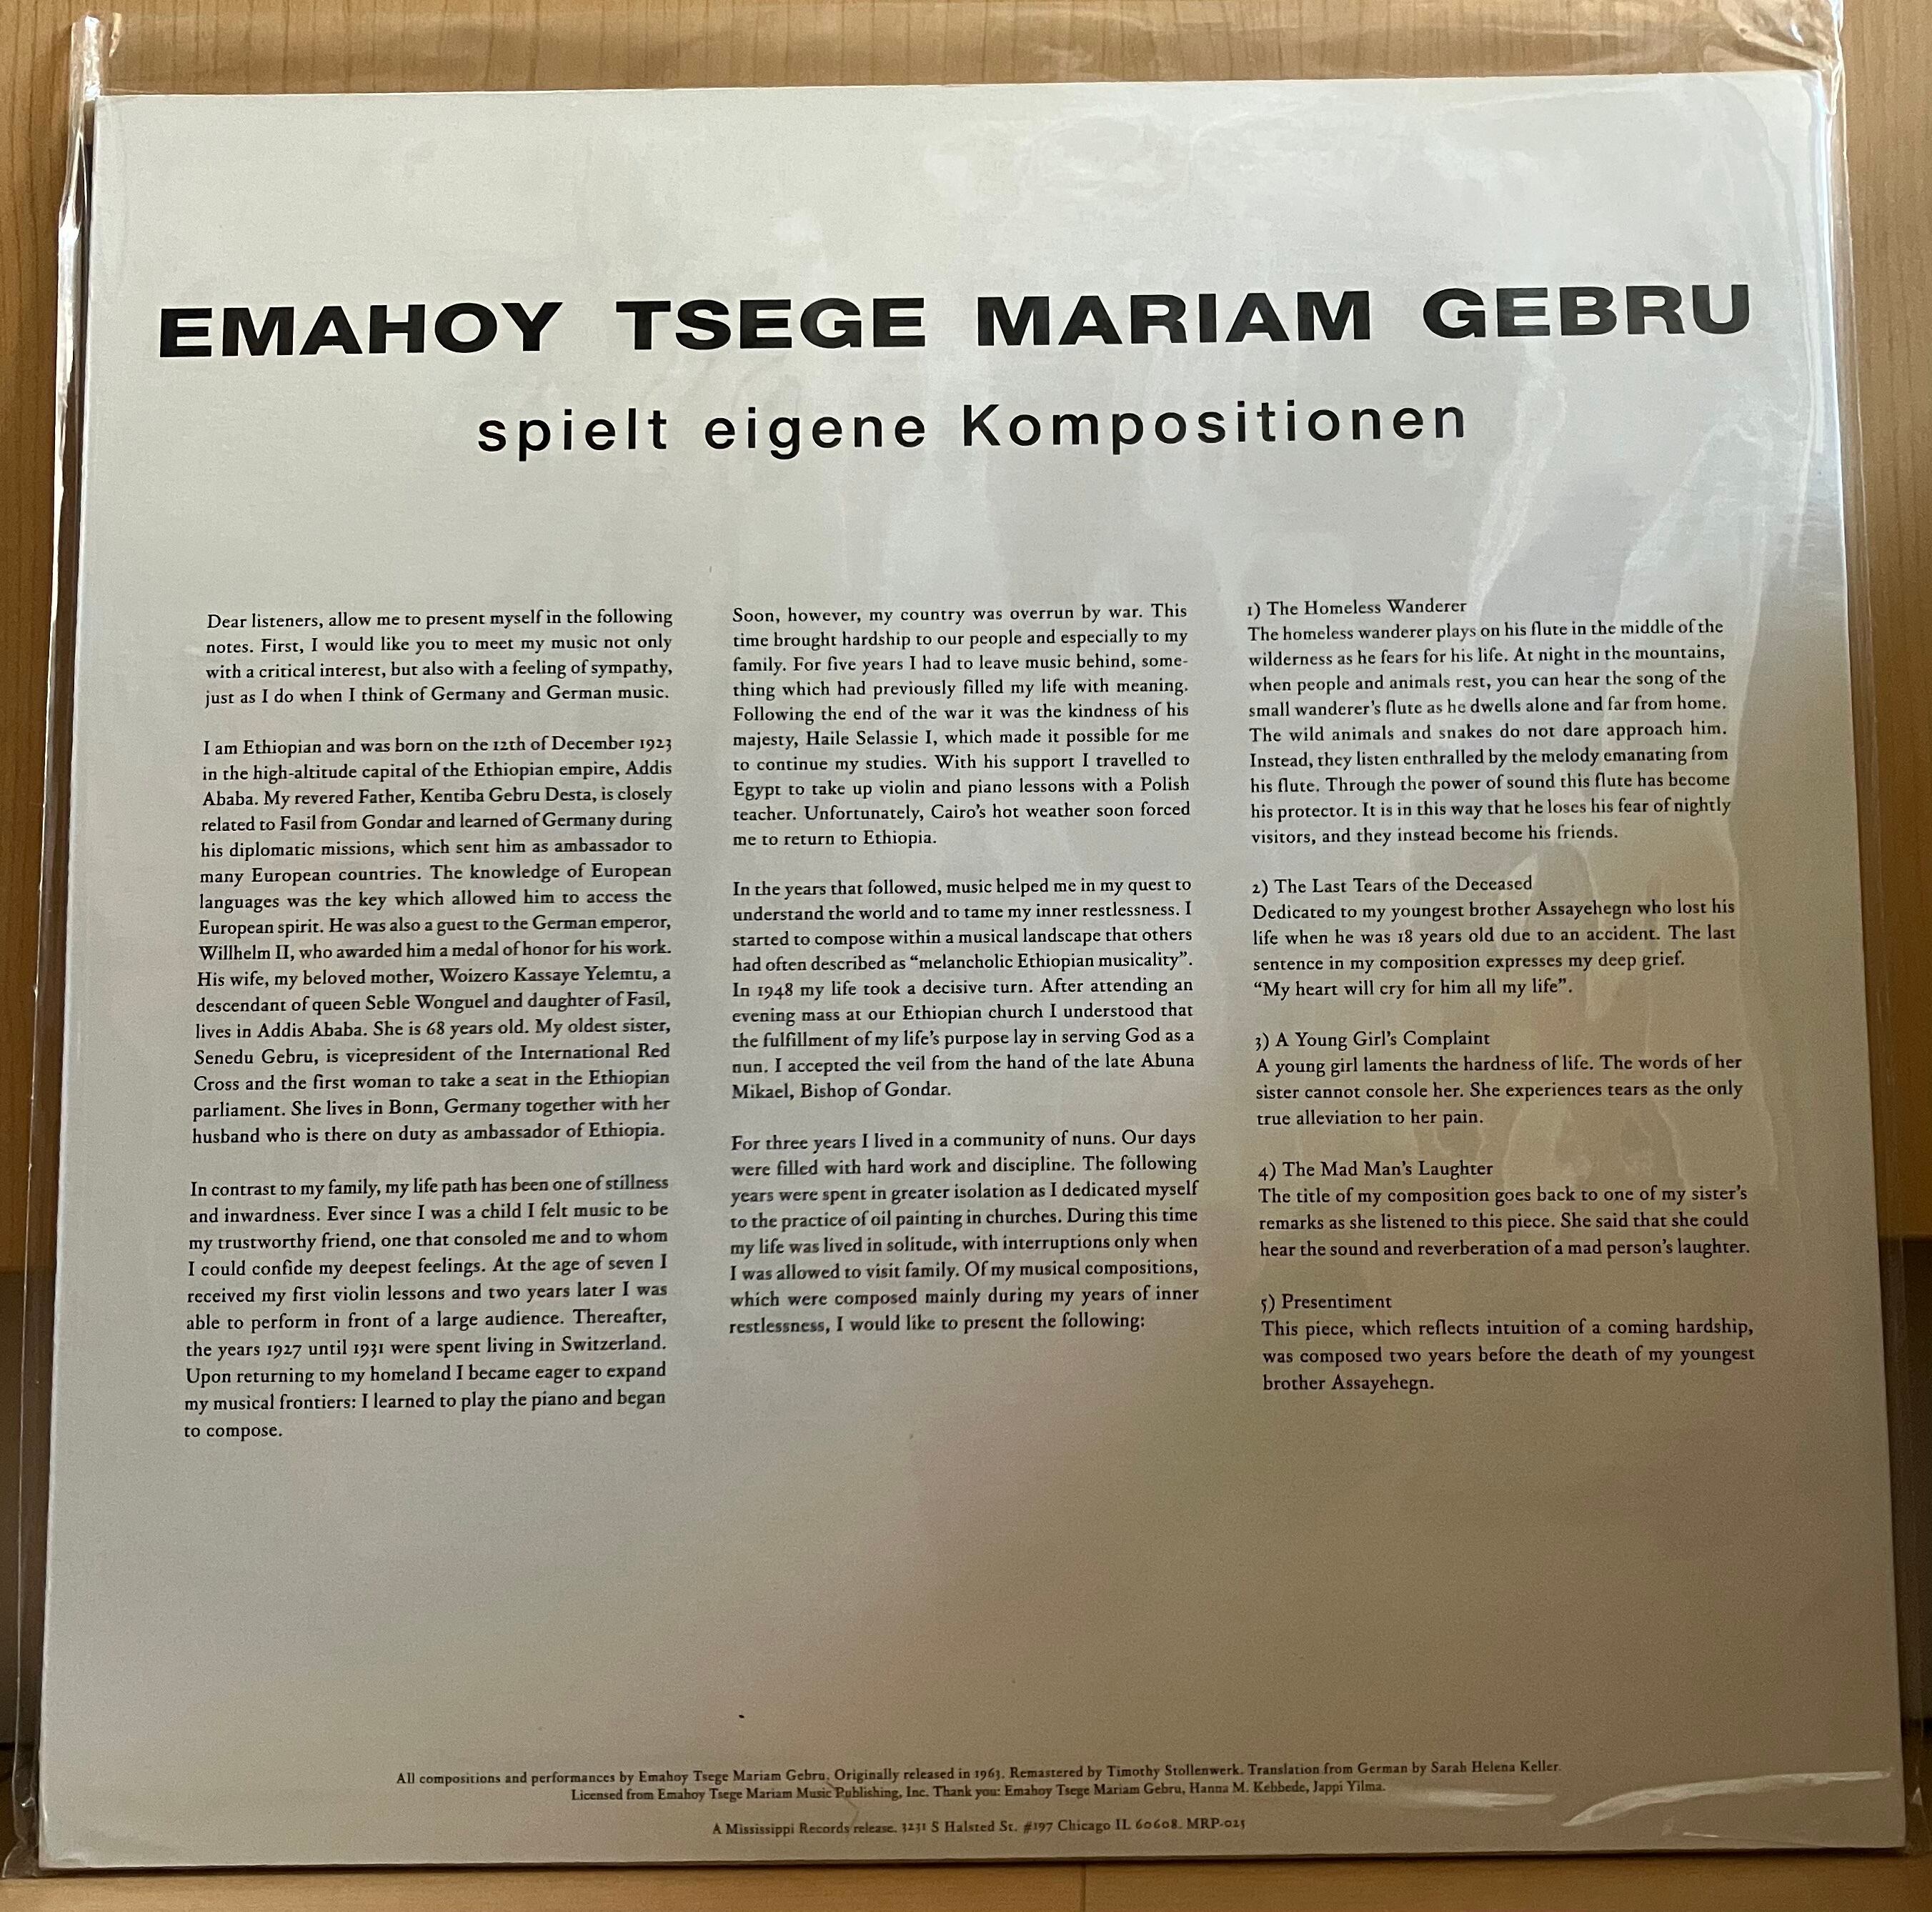 EMAHOY TSEGE MARIAM GEBRU
spielt eigene Kompositionen
Dear listeners, allow me to present myself in the following
notes. First, I would like you to meet my music not only
with a critical interest, but also with a feeling of sympathy,
just as I do when I think of Germany and German music.
I am Ethiopian and was born on the 12th of December 1923
in the high-altitude capital of the Ethiopian empire, Addis
Ababa. My revered Father, Kentiba Gebru Desta, is closely
related to Fasil from Gondar and learned of Germany during
his diplomatic missions, which sent him as ambassador to
many European countries. The knowledge of European
languages was the key which allowed him to access the
European spirit. He was also a guest to the German emperor,
Willhelm II, who awarded him a medal of honor for his work.
His wife, my beloved mother, Woizero Kassaye Yelemtu, a
descendant of queen Seble Wonguel and daughter of Fasil,
lives in Addis Ababa. She is 68 years old. My oldest sister,
Senedu Gebru, is vicepresident of the International Red
Cross and the first woman to take a seat in the Ethiopian
parliament. She lives in Bonn, Germany together with her
husband who is there on duty as ambassador of Ethiopia.
In contrast to my family, my life path has been one of stillness
and inwardness. Ever since I was a child I felt music to be
my trustworthy friend, one that consoled me and to whom
I could confide my deepest feelings. At the age of seven I
received my first violin lessons and two years later I was
able to perform in front of a large audience. Thereafter,
the years 1927 until 1931 were spent living in Switzerland.
Upon returning to my homeland I became eager to expand
my musical frontiers: I learned to play the piano and began
to compose.
Soon, however, my country was overrun by war. This
time brought hardship to our people and especially to my
family. For five years I had to leave music behind, some-
thing which had previously filled my life with meaning.
Following the end of the war it was the kindness of his
majesty, Haile Selassie I, which made it possible for me
to continue my studies. With his support I travelled to
Egypt to take up violin and piano lessons with a Polish
teacher. Unfortunately, Cairo's hot weather soon forced
me to return to Ethiopia.
In the years that followed, music helped me in my quest to
understand the world and to tame my inner restlessness. I
started to compose within a musical landscape that others
had often described as “melancholic Ethiopian musicality”.
In 1948 my life took a decisive turn. After attending an
evening mass at our Ethiopian church I understood that
the fulfillment of my life's purpose lay in serving God as a
nun. I accepted the veil from the hand of the late Abuna
Mikael, Bishop of Gondar.
For three years I lived in a community of nuns. Our days
were filled with hard work and discipline. The following
years were spent in greater isolation as I dedicated myself
to the practice of oil painting in churches. During this time
my life was lived in solitude, with interruptions only when
I was allowed to visit family. Of my musical compositions,
which were composed mainly during my years of inner
restlessness, I would like to present the following:
1) The Homeless Wanderer
The homeless wanderer plays on his flute in the middle of the
wilderness as he fears for his life. At night in the mountains,
when people and animals rest, you can hear the song of the
small wanderer's flute as he dwells alone and far from home.
The wild animals and snakes do not dare approach him.
Instead, they listen enthralled by the melody emanating from
his flute. Through the power of sound this flute has become
his protector. It is in this way that he loses his fear of nightly
visitors, and they instead become his friends.
2) The Last Tears of the Deceased
Dedicated to my youngest brother Assayehegn who lost his
life when he was 18 years old due to an accident. The last
sentence in my composition expresses my deep grief.
“My heart will cry for him all my life”.
3) A Young Girl's Complaint
A young girl laments the hardness of life. The words of her
sister cannot console her. She experiences tears as the only
true alleviation to her pain.
4) The Mad Man's Laughter
The title of my composition goes back to one of my sister's
remarks as she listened to this piece. She said that she could
hear the sound and reverberation of a mad person's laughter.
5) Presentiment
This piece, which reflects intuition of a coming hardship,
was composed two years before the death of my youngest
brother Assayehegn.
All compositions and performances by Emahoy Tsege Mariam Gebru. Originally released in 1963. Remastered by Timothy Stollenwerk. Translation from German by Sarah Helena Keller.
Licensed from Emahoy Tsege Mariam Music Publishing, Inc. Thank you: Emahoy Tsege Mariam Gebru, Hanna M. Kebbede, Jappi Yilma.
A Mississippi Records release. 3231 S Halsted St. #197 Chicago IL 60608. MRP-025